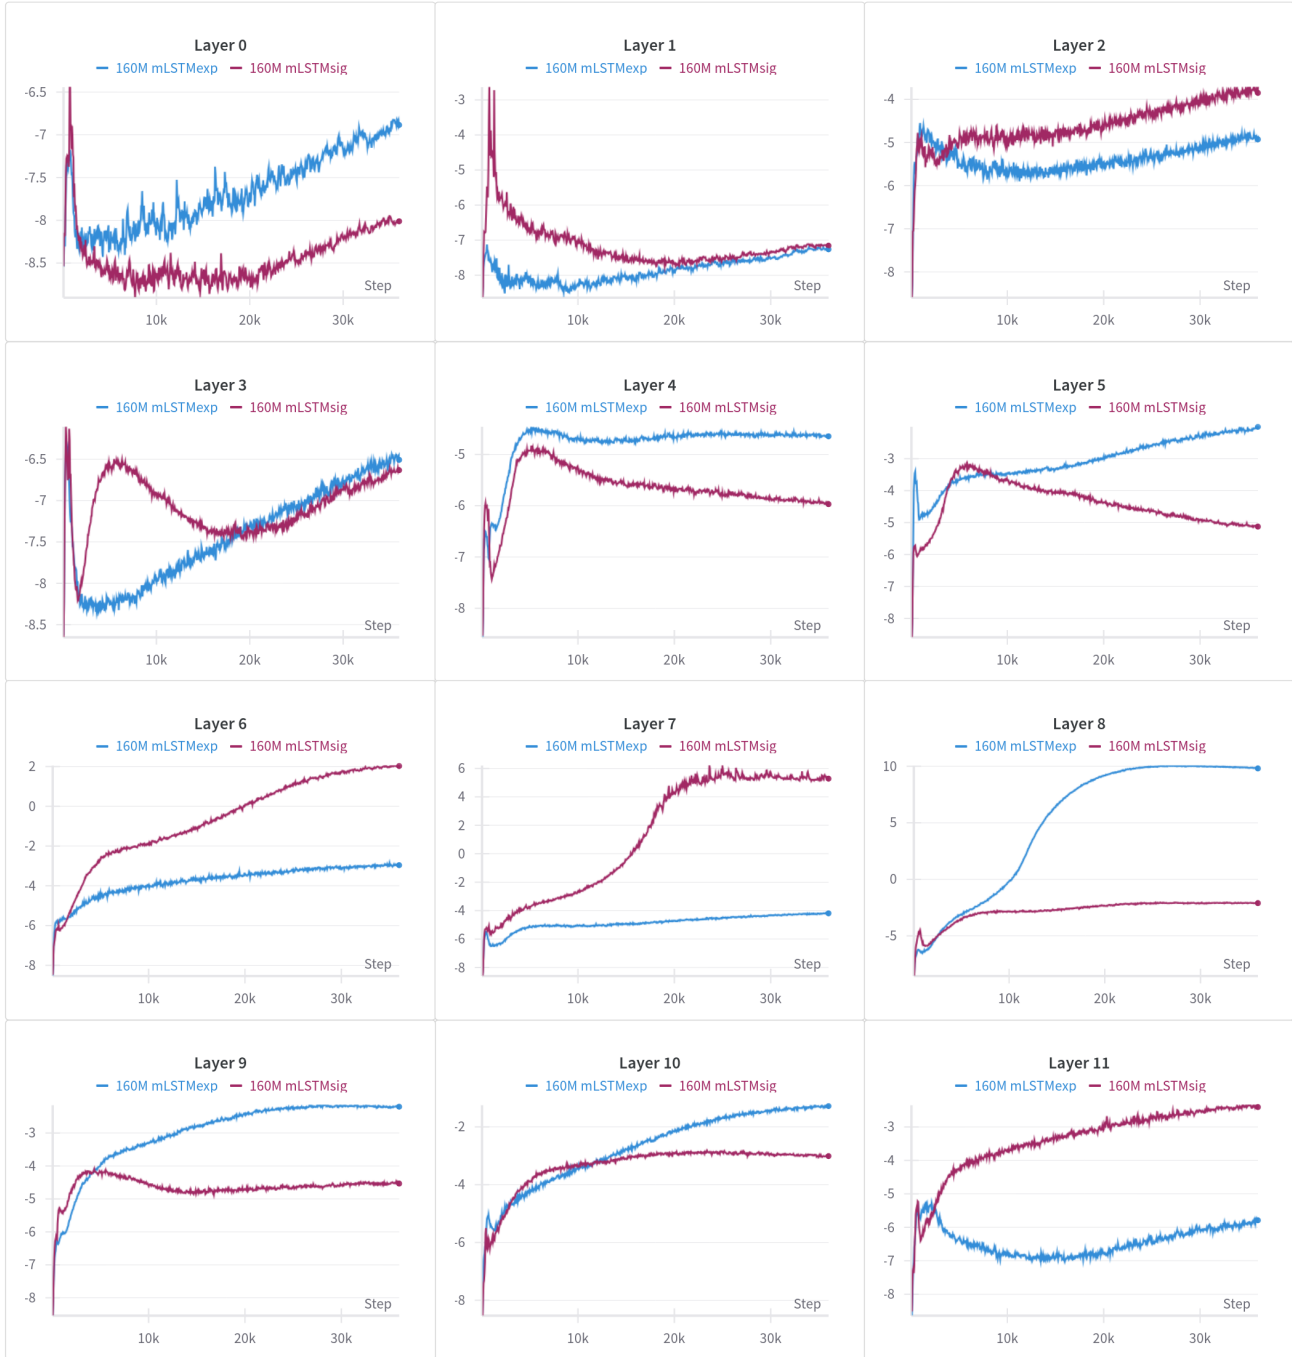 Layer 0
160M mLSTMexp 160M mLSTMsig
-6.5
-7
-7.5
-8
-8.5
Step
10k 20k 30k
Layer 1
160M mLSTMexp 160M mLSTMsig
-3
-4
-5
-6
-7
-8
Step
10k 20k 30k
Layer 2
160M mLSTMexp 160M mLSTMsig
-4
-5
-6
-7
-8
Step
10k 20k 30k
Layer 3
160M mLSTMexp 160M mLSTMsig
-6.5
-7
-7.5
-8
-8.5
Step
10k 20k 30k
Layer 4
160M mLSTMexp 160M mLSTMsig
-5
-6
-7
-8
Step
10k 20k 30k
Layer 5
160M mLSTMexp 160M mLSTMsig
-3
-4
-5
-6
-7
-8
Step
10k 20k 30k
Layer 6
160M mLSTMexp 160M mLSTMsig
2
0
-2
-4
-6
-8
Step
10k 20k 30k
Layer 7
160M mLSTMexp 160M mLSTMsig
6
4
2
0
-2
-4
-6
-8
Step
10k 20k 30k
Layer 8
160M mLSTMexp 160M mLSTMsig
10
5
0
-5
Step
10k 20k 30k
Layer 9
160M mLSTMexp 160M mLSTMsig
-3
-4
-5
-6
-7
-8
Step
10k 20k 30k
Layer 10
160M mLSTMexp 160M mLSTMsig
-2
-4
-6
-8
Step
10k 20k 30k
Layer 11
160M mLSTMexp 160M mLSTMsig
-3
-4
-5
-6
-7
-8
Step
10k 20k 30k